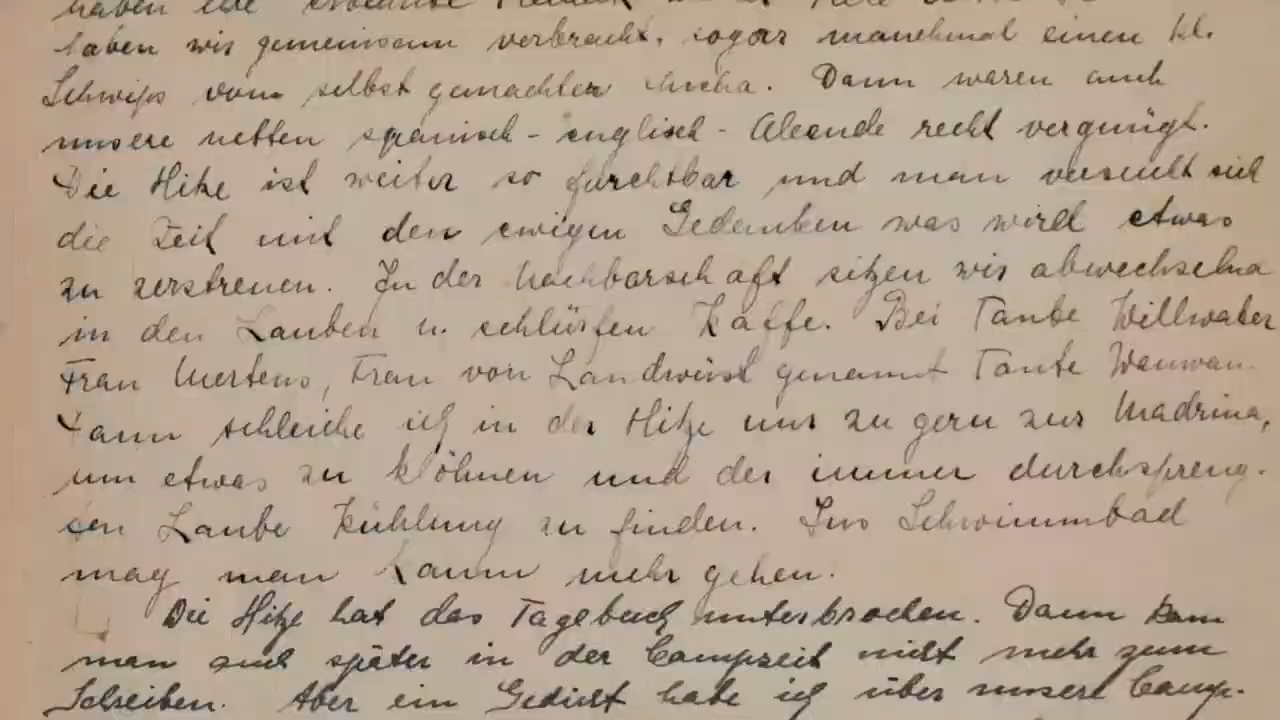 haben
haben wir gemeinsam verbracht, sogar manchmal einen kl.
Schwips vom selbst gemachten chicha. Dann waren auch
unsere netten spanisch-englisch-Abende recht vergnügt.
Die Hitze ist weiter so furchtbar und man versucht sich
die Zeit mit den ewigen Gedanken was wird etwas
zu zerstreuen. In der Nachbarschaft sitzen wir abwechselnd
in den Lauben u. schlürfen Kaffe. Bei Tante Willwater
Frau Mertens, Frau von Landwüst genannt Tante Wauwau.
Dann schleiche ich in der Hitze nur zu gern zur Madrina,
um etwas zu klöhnen und der immer durchspreng-
ten Laube Kühlung zu finden. Ins Schwimmbad
mag man kaum mehr gehen.
Die Hitze hat das Tagebuch unterbrochen. Dann kam
man auch später in der Campzeit nicht mehr zum
Schreiben. Aber ein Gedicht habe ich über unsere Camp-